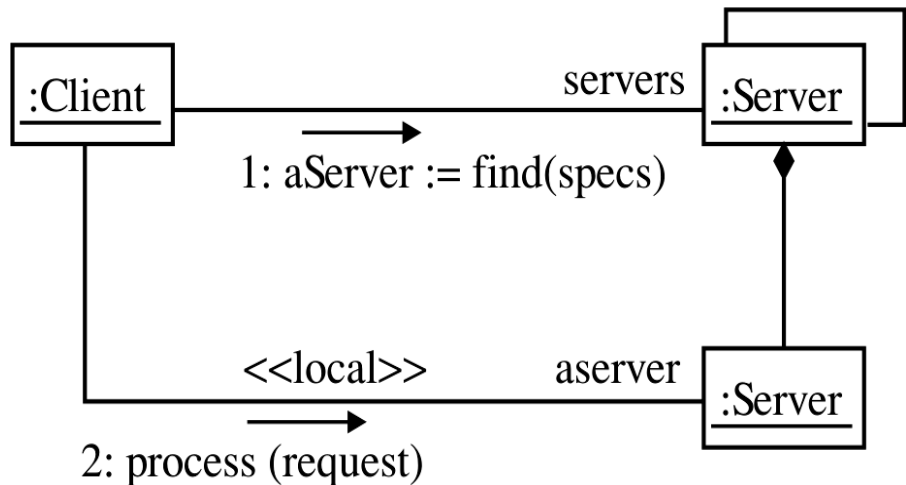 servers
:Client
:Server
1: aServer := find(specs)
<<local>>
aserver
:Server
2: process (request)